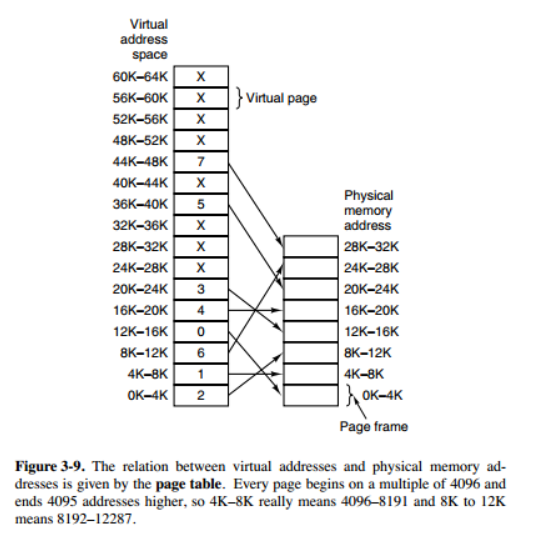 Virtual
address
space
60K–64K X
56K–60K X } Virtual page
52K–56K X
48K–52K X
44K–48K 7
40K–44K X
36K–40K 5
32K–36K X
28K–32K X
24K–28K X
20K–24K 3
16K–20K 4
12K–16K 0
8K–12K 6
4K–8K 1
0K–4K 2
Physical
memory
address
28K–32K
24K–28K
20K–24K
16K–20K
12K–16K
8K–12K
4K–8K
} 0K–4K
Page frame
Figure 3-9. The relation between virtual addresses and physical memory ad-
dresses is given by the page table. Every page begins on a multiple of 4096 and
ends 4095 addresses higher, so 4K–8K really means 4096–8191 and 8K to 12K
means 8192–12287.